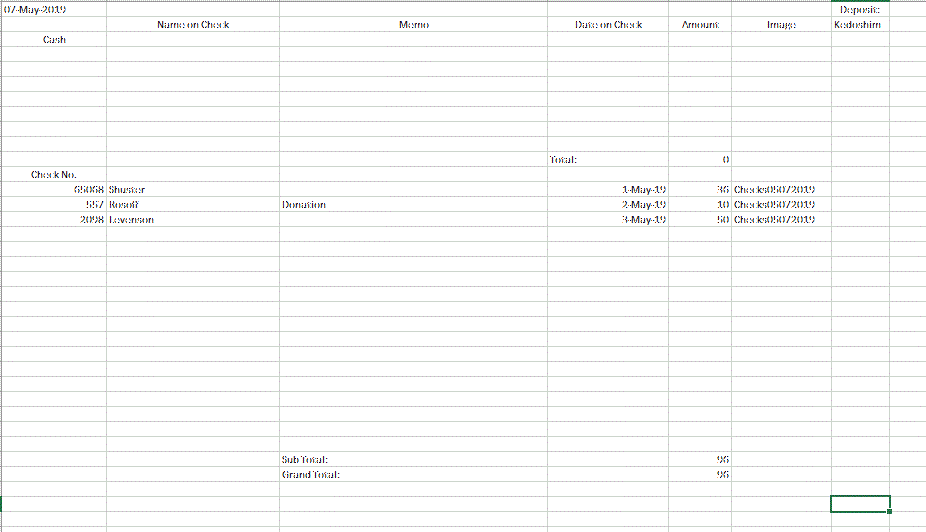 07-May-2019 Deposit:
Name on Check Memo Date on Check Amount Image Kedoshim
Cash
Total: 0
Check No.
65068 Shuster 1-May-19 36 Checks05072019
557 Rosoff Donation 2-May-19 10 Checks05072019
2098 Levenson 3-May-19 50 Checks05072019
Sub Total: 96
Grand Total: 96